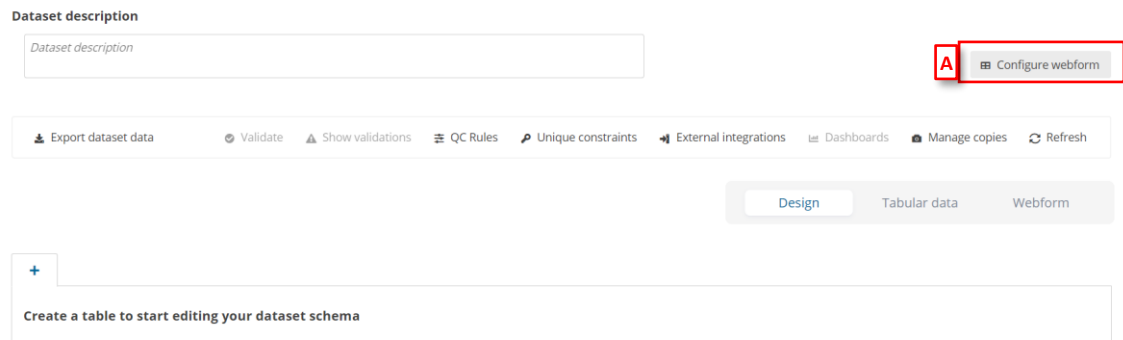 Dataset description
Dataset description
A
Configure webform
Export dataset data Validate Show validations QC Rules Unique constraints External integrations Dashboards Manage copies Refresh
Design Tabular data Webform
+
Create a table to start editing your dataset schema